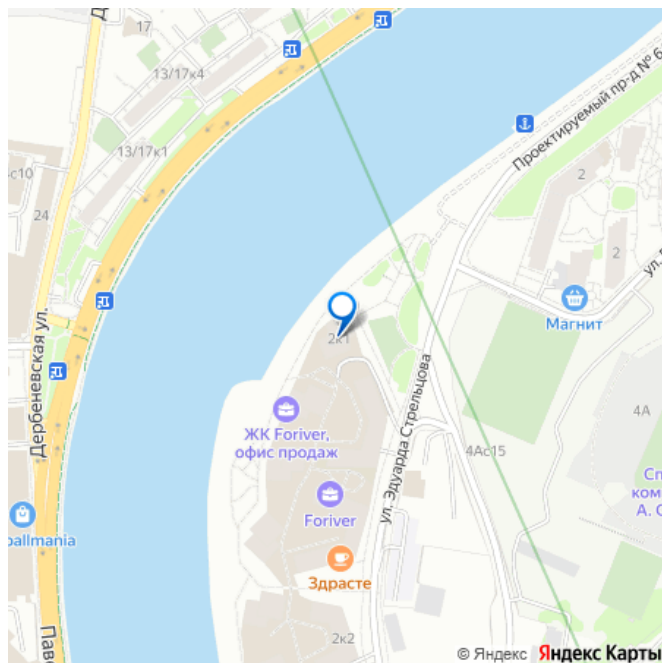 17
13/17к4
13/17к1
24
Дербеневская ул.
Проектируемый пр-д № 6
2
2
Магнит
2к1
ул. Эдуарда Стрельцова
ЖК Foriver,
офис продаж
Foriver
Здрасте
4Ас15
4А
2к2
© Яндекс Яндекс Карты